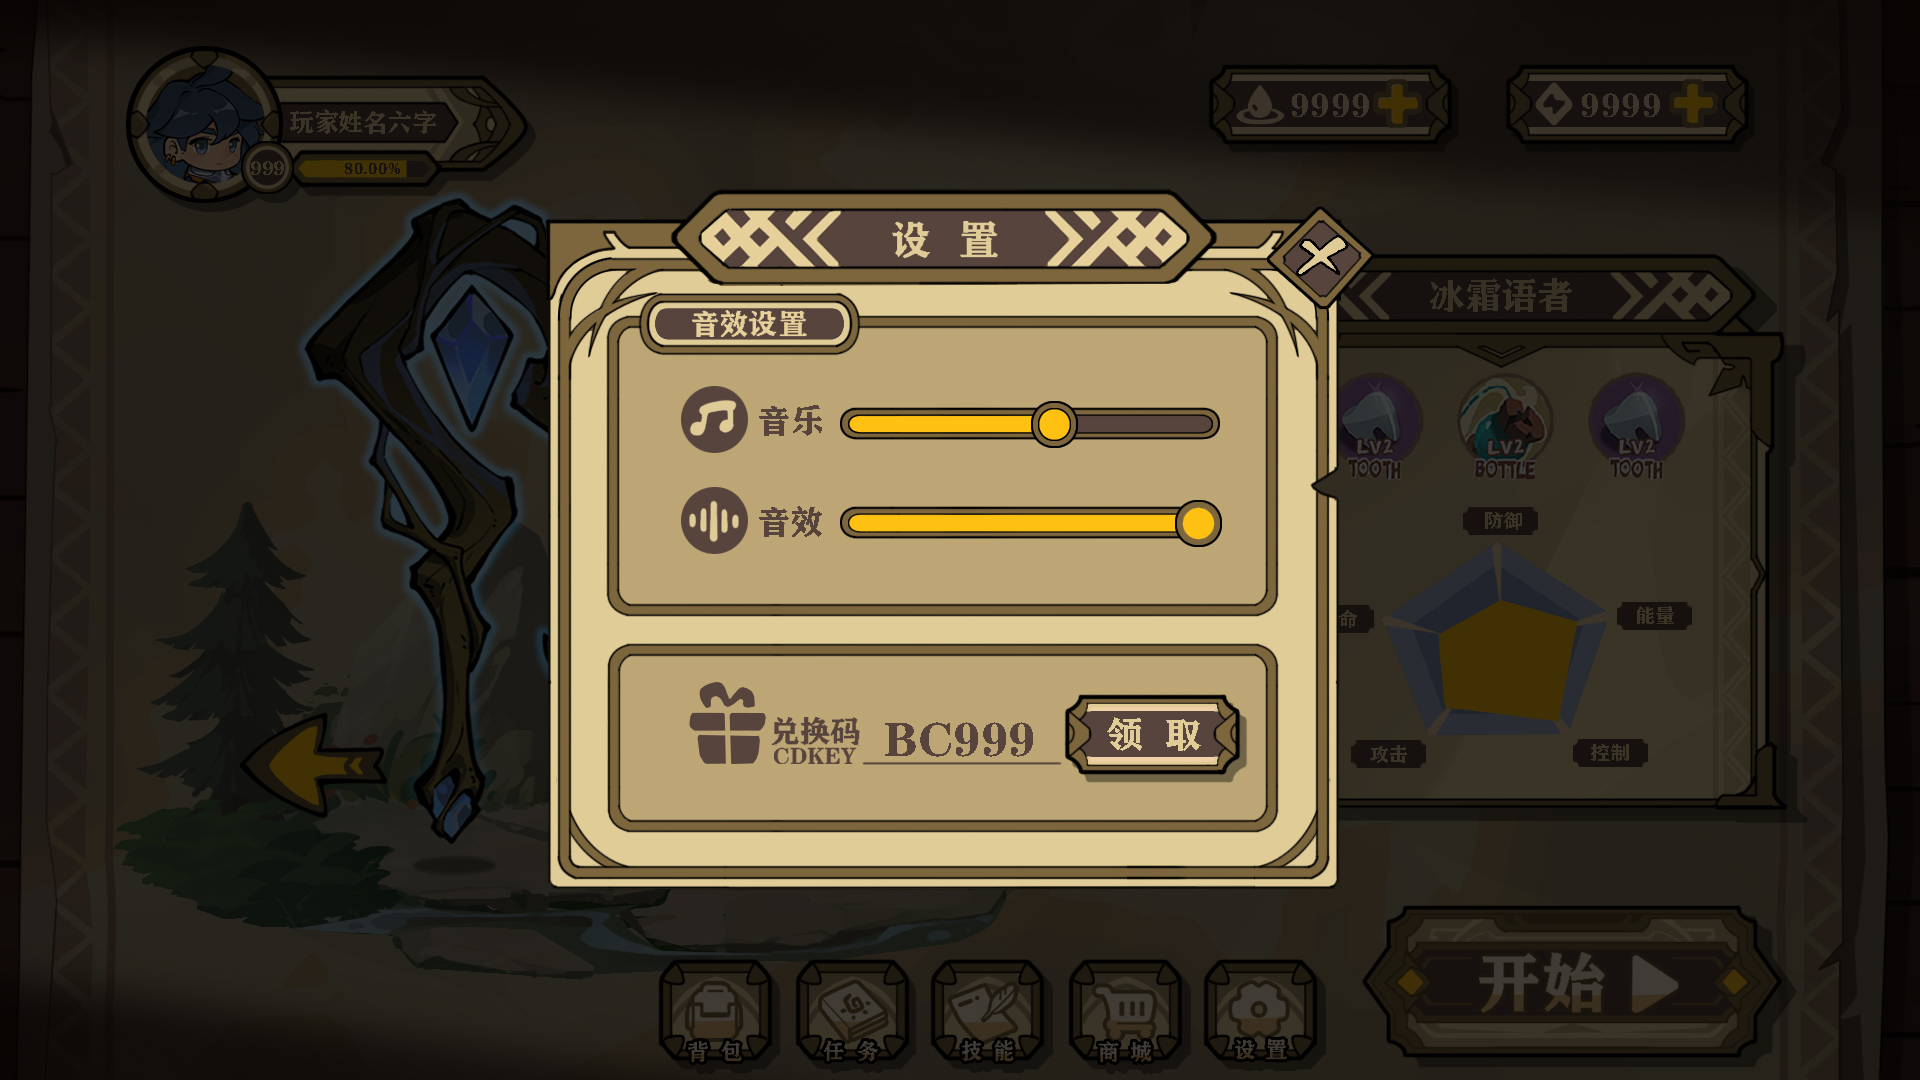 玩家姓名六字
999
80.00%
9999
9999
设置
音效设置
音乐
音效
兑换码
CDKEY
BC999
领取
冰霜语者
LV2
TOOTH
LV2
BOTTLE
LV2
TOOTH
防御
命
能量
攻击
控制
背包
任务
技能
商城
设置
开始